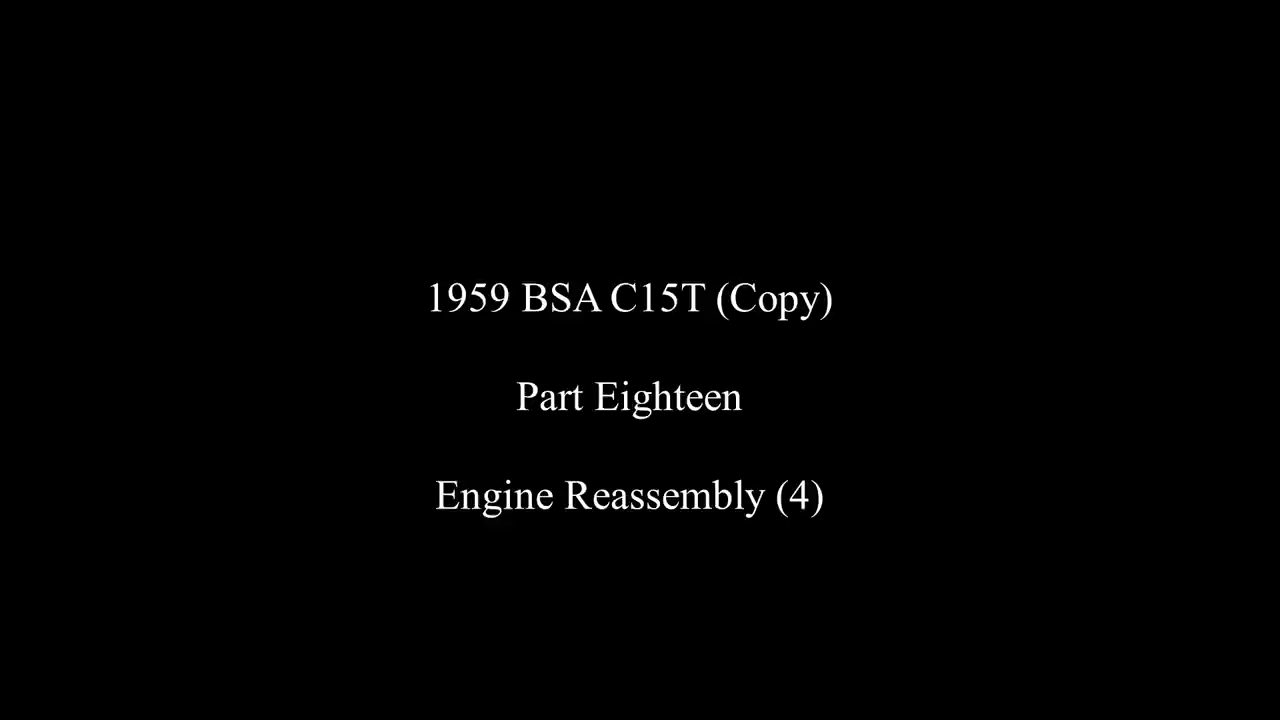 1959 BSA C15T (Copy)
Part Eighteen
Engine Reassembly (4)